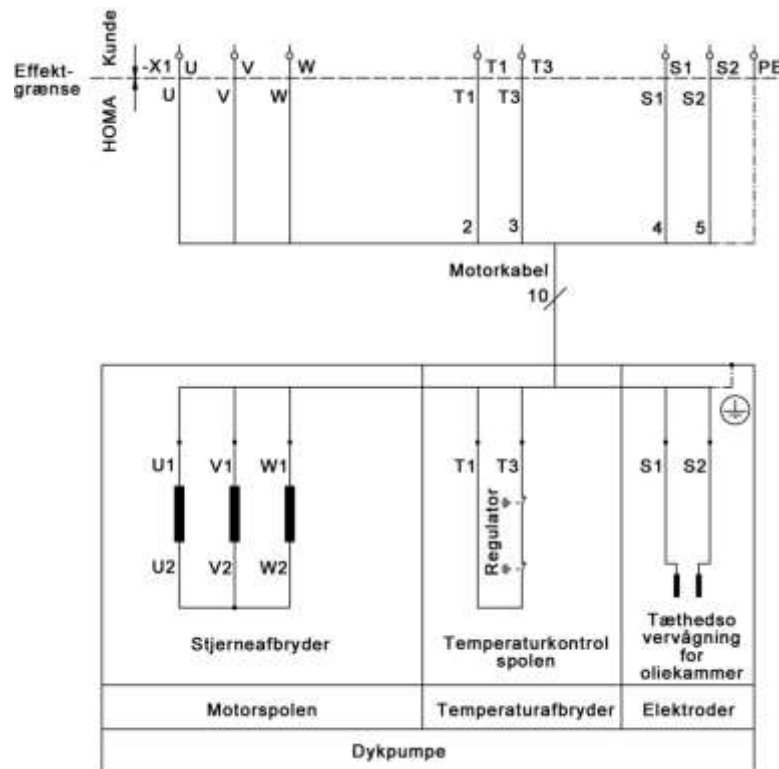 Kunde
Effekt-
grænse
HOMA
-X1 U V W T1 T3 S1 S2 PE
U V W T1 T3 S1 S2
2 3 4 5
Motorkabel
10
U1 V1 W1 T1 T3 S1 S2
Regulator
U2 V2 W2
Stjerneafbryder
Temperaturkontrol
spolen
Tæthedso
vervågning
for
oliekammer
Motorspolen Temperaturafbryder Elektroder
Dykpumpe